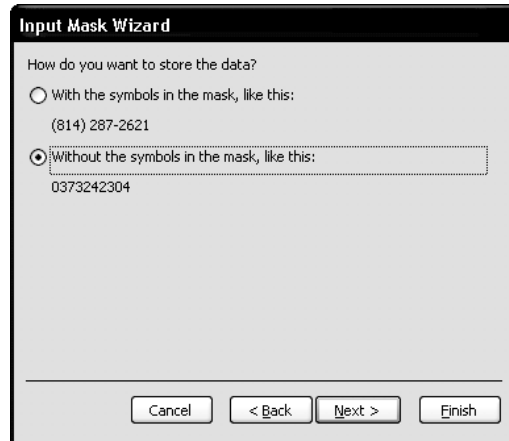 Input Mask Wizard
How do you want to store the data?
With the symbols in the mask, like this:
(814) 287-2621
Without the symbols in the mask, like this:
0373242304
Cancel
< Back
Next >
Finish